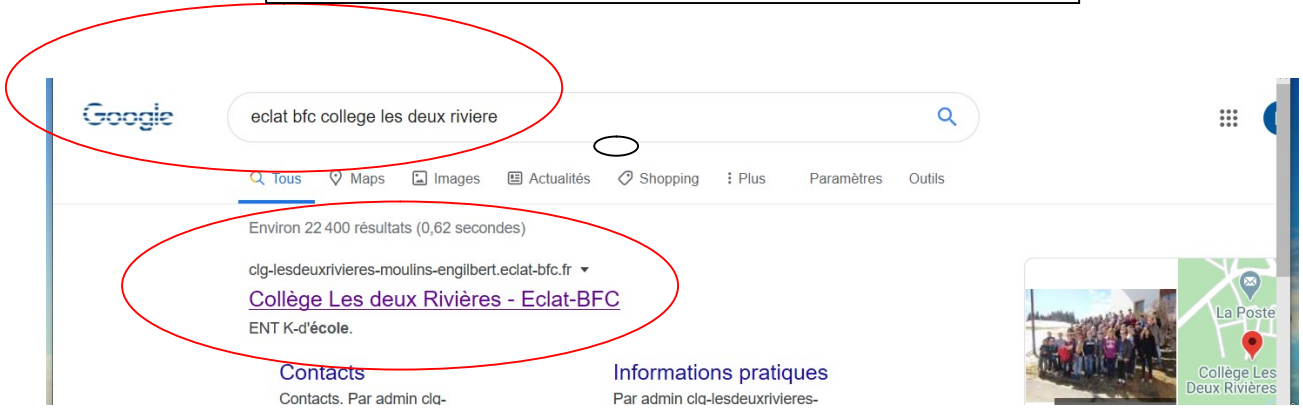 Google
eclat bfc college les deux riviere
Tous Maps Images Actualités Shopping Plus Paramètres Outils
Environ 22 400 résultats (0,62 secondes)
clg-lesdeuxrivieres-moulins-engilbert.eclat-bfc.fr
Collège Les deux Rivières - Eclat-BFC
ENT K-d'école.
Contacts
Contacts. Par admin clg-
Informations pratiques
Par admin clg-lesdeuxrivieres-
La Poste
Collège Les
Deux Rivières